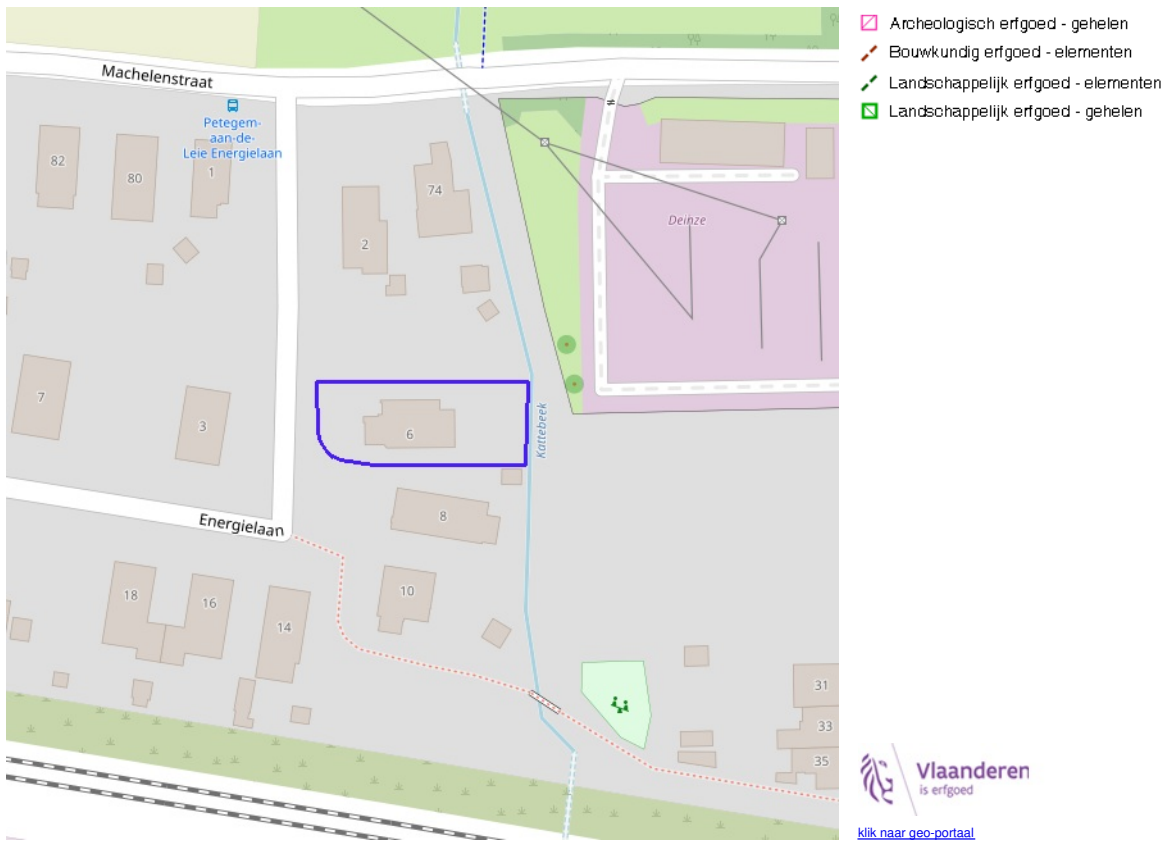 Machelenstraat
Petegem-
aan-de-
Leie Energielaan
82
80
1
74
2
Deinze
7
3
6
Kattebeek
8
Energielaan
10
18
16
14
31
33
35
Archeologisch erfgoed - gehelen
Bouwkundig erfgoed - elementen
Landschappelijk erfgoed - elementen
Landschappelijk erfgoed - gehelen
Vlaanderen
is erfgoed
klik naar geo-portaal